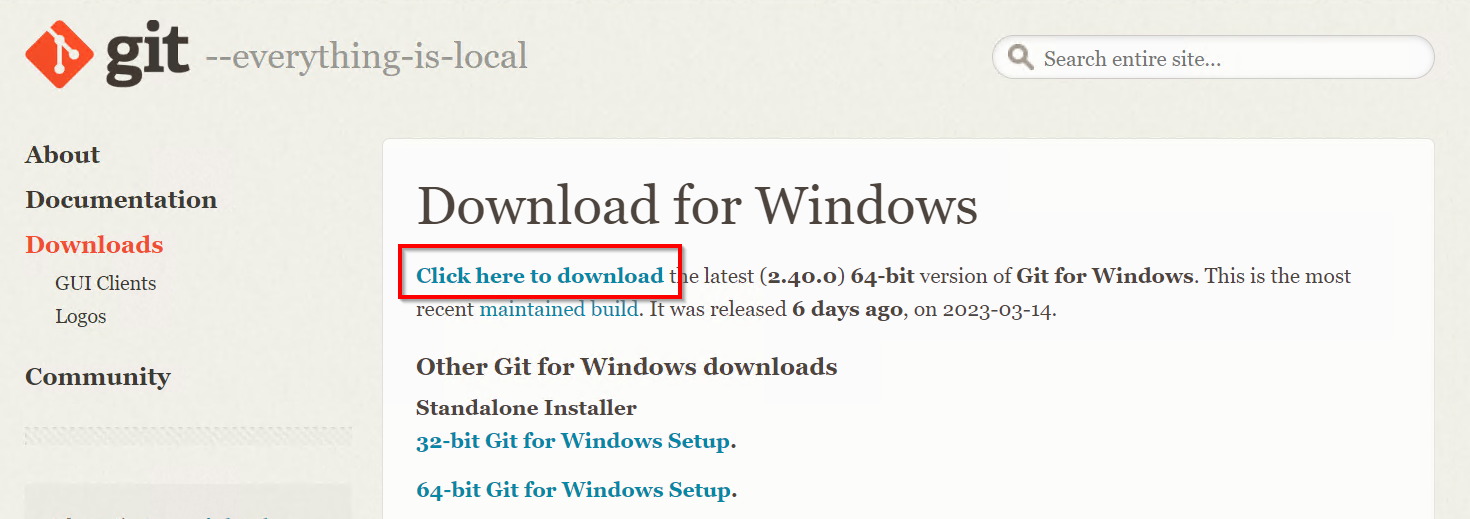 git --everything-is-local
Search entire site...
About
Documentation
Downloads
GUI Clients
Logos
Community
Download for Windows
Click here to download the latest (2.40.0) 64-bit version of Git for Windows. This is the most
recent maintained build. It was released 6 days ago, on 2023-03-14.
Other Git for Windows downloads
Standalone Installer
32-bit Git for Windows Setup.
64-bit Git for Windows Setup.